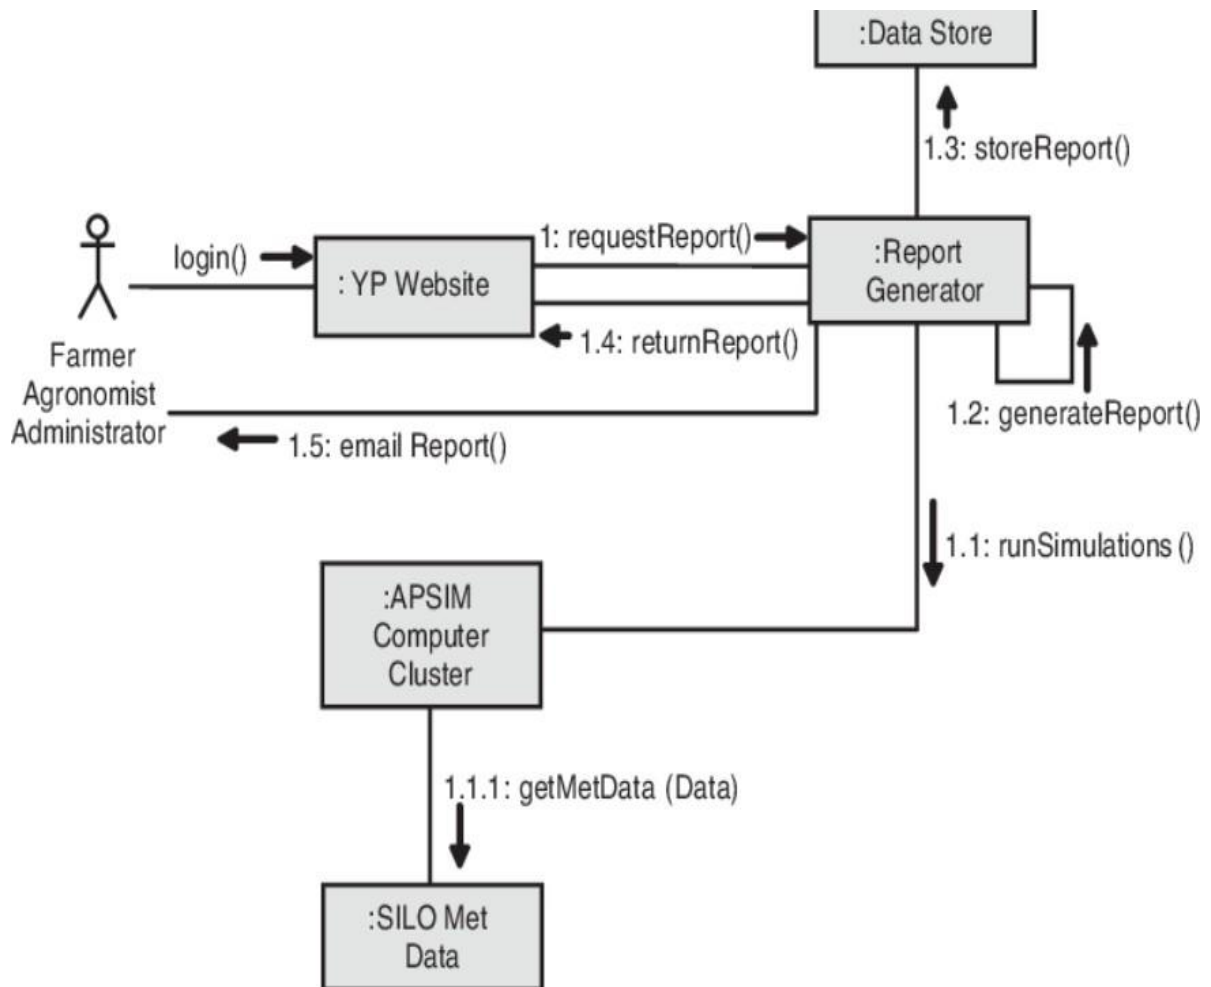 :Data Store
1.3: storeReport()
login()
: YP Website
1: requestReport()
:Report
Generator
1.4: returnReport()
Farmer
Agronomist
Administrator
1.5: email Report()
1.2: generateReport()
1.1: runSimulations ()
:APSIM
Computer
Cluster
1.1.1: getMetData (Data)
:SILO Met
Data